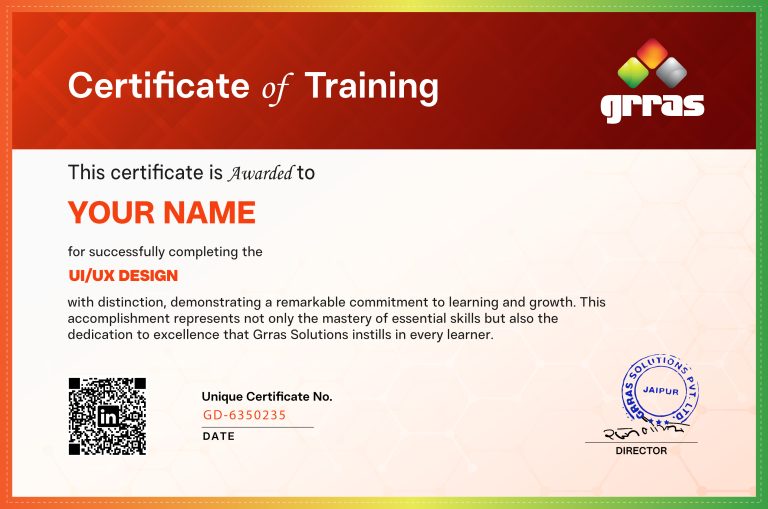 Certificate of Training
grras
This certificate is Awarded to
YOUR NAME
for successfully completing the
UI/UX DESIGN
with distinction, demonstrating a remarkable commitment to learning and growth. This
accomplishment represents not only the mastery of essential skills but also the
dedication to excellence that Grras Solutions instills in every learner.
in
Unique Certificate No.
GD-6350235
DATE
GRRAS SOLUTIONS PVT. LTD.
JAIPUR
DIRECTOR